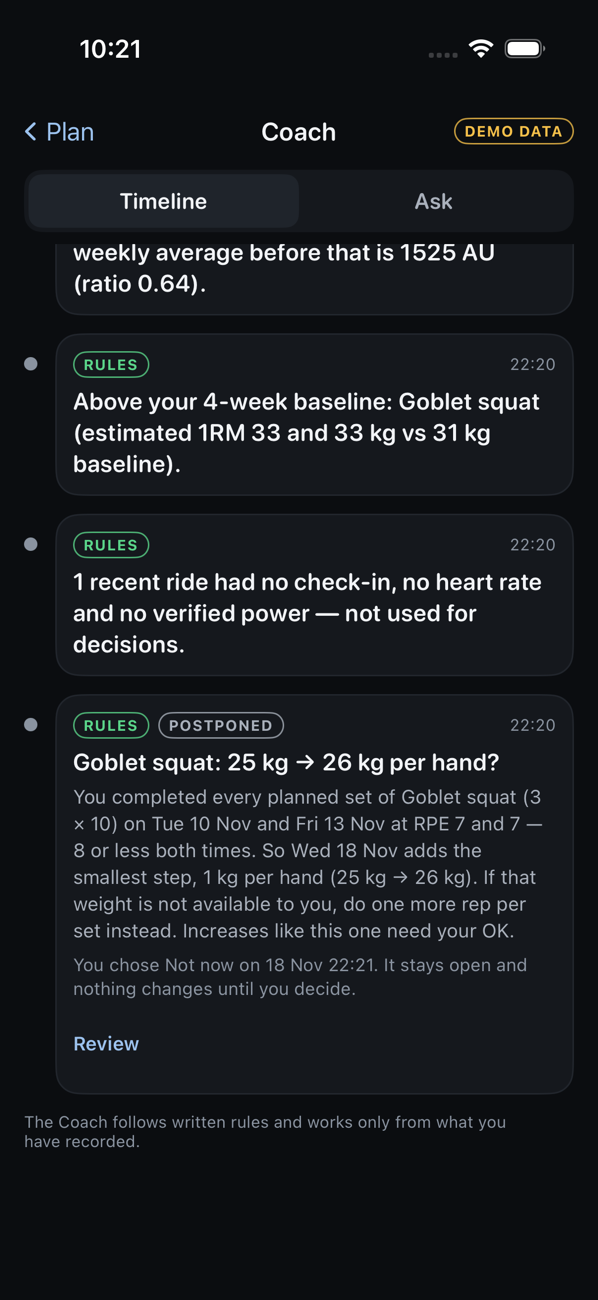 10:21
Plan
Coach
DEMO DATA
Timeline
Ask
weekly average before that is 1525 AU
(ratio 0.64).
RULES
22:20
Above your 4-week baseline: Goblet squat
(estimated 1RM 33 and 33 kg vs 31 kg
baseline).
RULES
22:20
1 recent ride had no check-in, no heart rate
and no verified power — not used for
decisions.
RULES
POSTPONED
22:20
Goblet squat: 25 kg → 26 kg per hand?
You completed every planned set of Goblet squat (3
× 10) on Tue 10 Nov and Fri 13 Nov at RPE 7 and 7 —
8 or less both times. So Wed 18 Nov adds the
smallest step, 1 kg per hand (25 kg → 26 kg). If that
weight is not available to you, do one more rep per
set instead. Increases like this one need your OK.
You chose Not now on 18 Nov 22:21. It stays open and
nothing changes until you decide.
Review
The Coach follows written rules and works only from what you
have recorded.